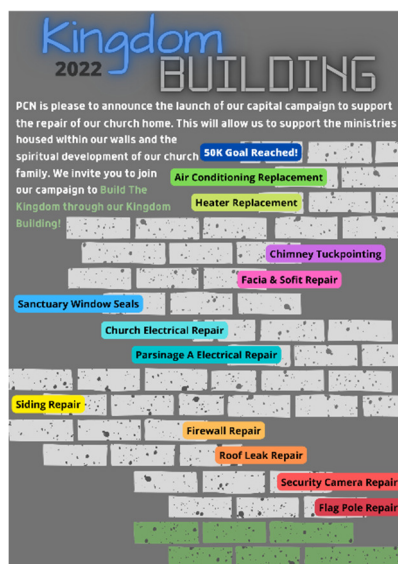 Kingdom
2022
BUILDING
PCN is please to announce the launch of our capital campaign to support
the repair of our church home. This will allow us to support the ministries
housed within our walls and the
spiritual development of our church
family. We invite you to join
our campaign to Build The
Kingdom through our Kingdom
Building!
50K Goal Reached!
Air Conditioning Replacement
Heater Replacement
Chimney Tuckpointing
Facia & Sofit Repair
Sanctuary Window Seals
Church Electrical Repair
Parsinage A Electrical Repair
Siding Repair
Firewall Repair
Roof Leak Repair
Security Camera Repair
Flag Pole Repair